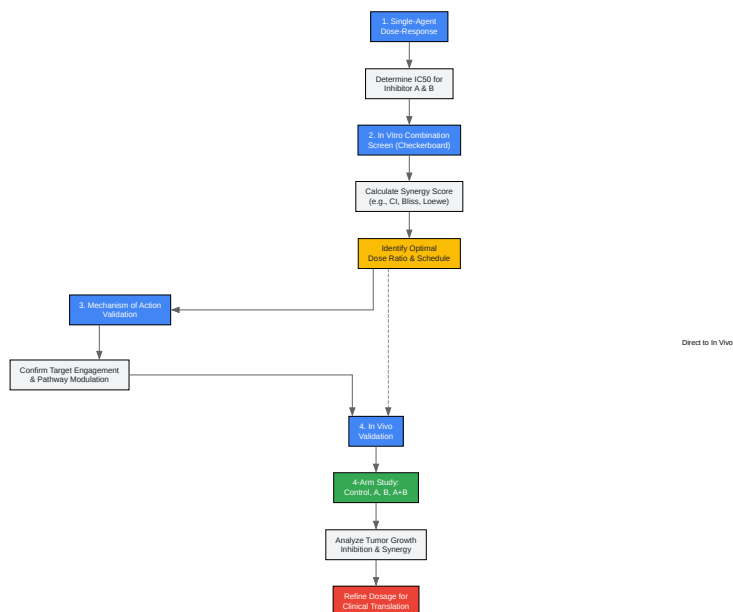 1. Single-Agent
Dose-Response
Determine IC50 for
Inhibitor A & B
2. In Vitro Combination
Screen (Checkerboard)
Calculate Synergy Score
(e.g., CI, Bliss, Loewe)
Identify Optimal
Dose Ratio & Schedule
3. Mechanism of Action
Validation
Direct to In Vivo
Confirm Target Engagement
& Pathway Modulation
4. In Vivo
Validation
4-Arm Study:
Control, A, B, A+B
Analyze Tumor Growth
Inhibition & Synergy
Refine Dosage for
Clinical Translation